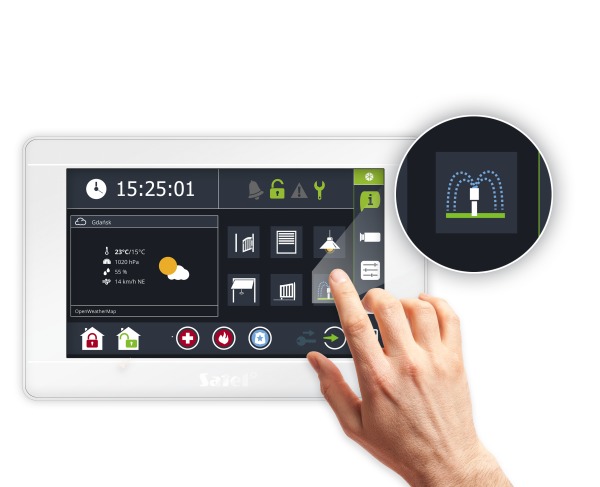 15:25:01
Gdańsk
23°C/15°C
1020 hPa
55 %
14 km/h NE
OpenWeatherMap
i
Satel